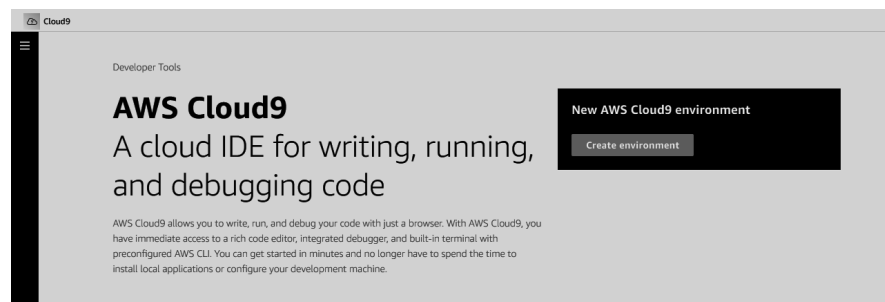 Cloud9
Developer Tools
AWS Cloud9
A cloud IDE for writing, running,
and debugging code
AWS Cloud9 allows you to write, run, and debug your code with just a browser. With AWS Cloud9, you
have immediate access to a rich code editor, integrated debugger, and built-in terminal with
preconfigured AWS CLI. You can get started in minutes and no longer have to spend the time to
install local applications or configure your development machine.
New AWS Cloud9 environment
Create environment